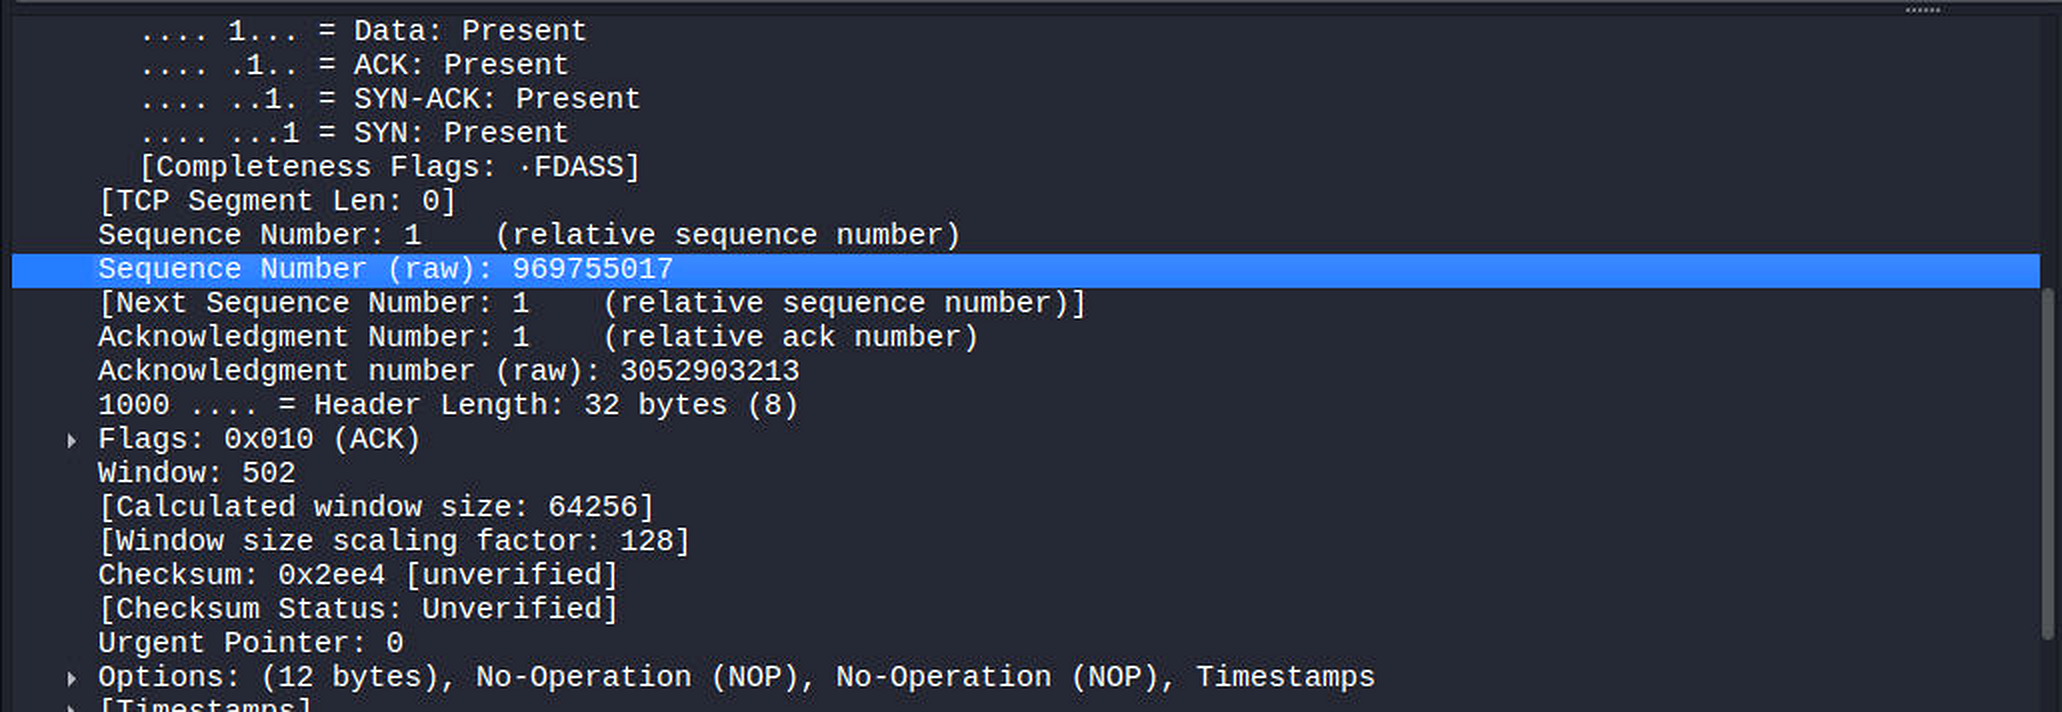 .... 1... = Data: Present
.... .1.. = ACK: Present
.... ..1. = SYN-ACK: Present
.... ...1 = SYN: Present
[Completeness Flags: ·FDASS]
[TCP Segment Len: 0]
Sequence Number: 1    (relative sequence number)
Sequence Number (raw): 969755017
[Next Sequence Number: 1    (relative sequence number)]
Acknowledgment Number: 1    (relative ack number)
Acknowledgment number (raw): 3052903213
1000 .... = Header Length: 32 bytes (8)
Flags: 0x010 (ACK)
Window: 502
[Calculated window size: 64256]
[Window size scaling factor: 128]
Checksum: 0x2ee4 [unverified]
[Checksum Status: Unverified]
Urgent Pointer: 0
Options: (12 bytes), No-Operation (NOP), No-Operation (NOP), Timestamps
[Timestamps]